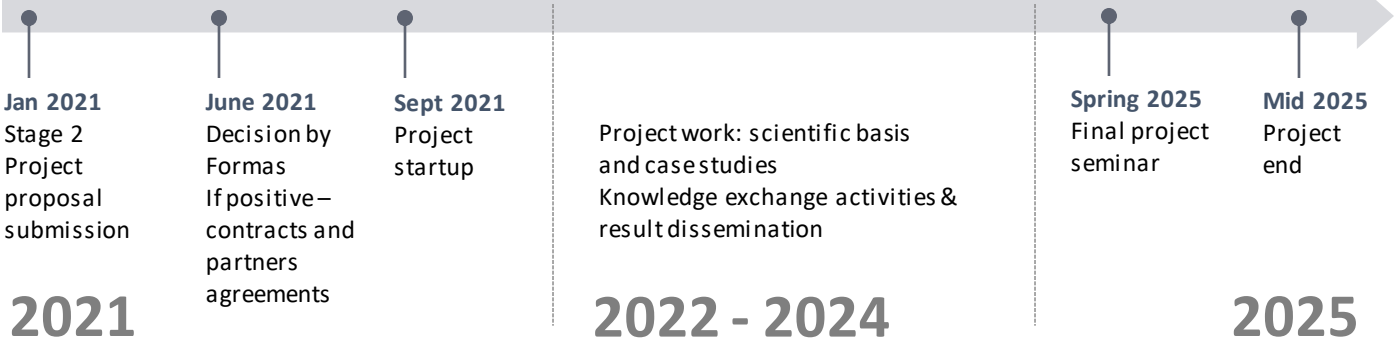 Jan 2021
Stage 2
Project
proposal
submission
June 2021
Decision by
Formas
If positive –
contracts and
partners
agreements
Sept 2021
Project
startup
2021
Project work: scientific basis
and case studies
Knowledge exchange activities &
result dissemination
2022 - 2024
Spring 2025
Final project
seminar
Mid 2025
Project
end
2025